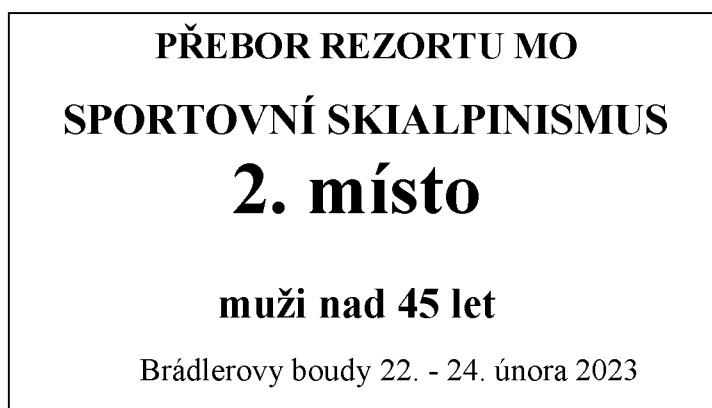 PŘEBOR REZORTU MO
SPORTOVNÍ SKIALPINISMUS
2. místo
muži nad 45 let
Brádlerovy boudy 22. - 24. února 2023